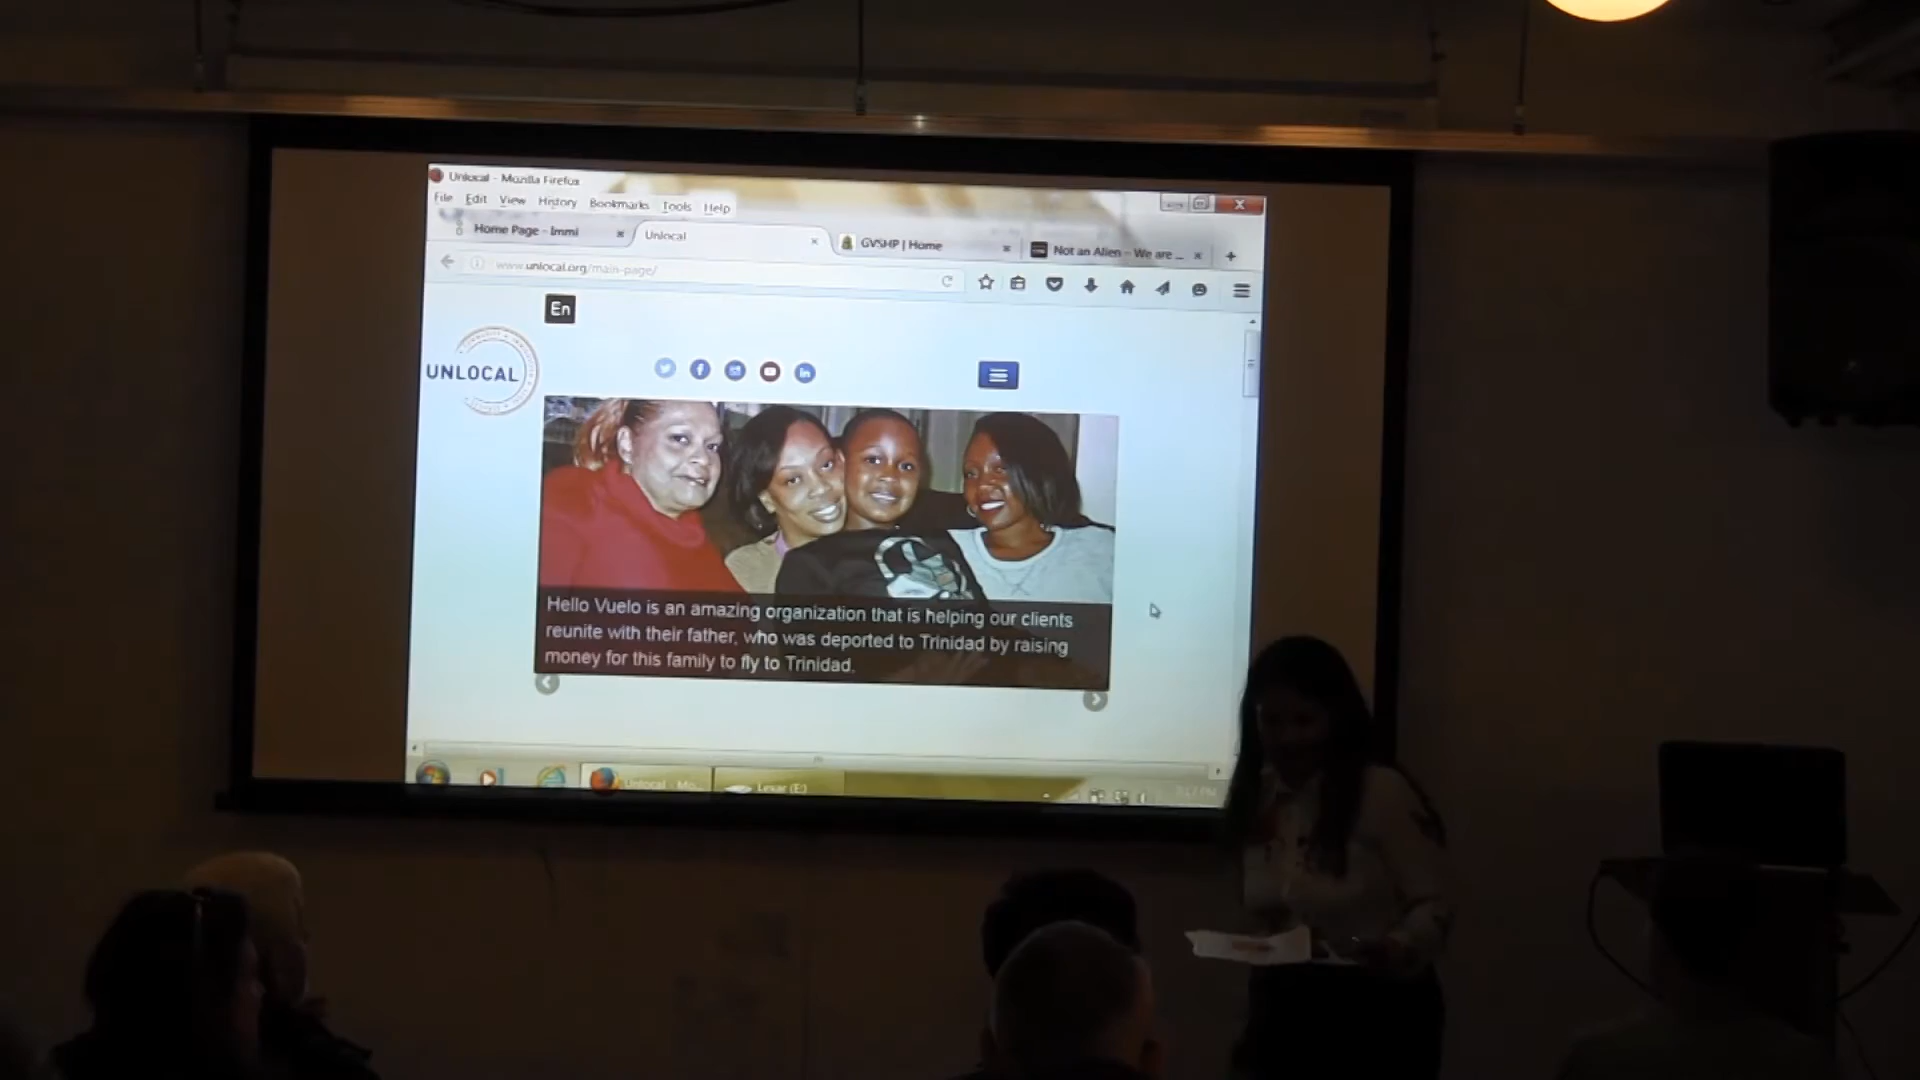 Unlocal - Mozilla Firefox
File Edit View History Bookmarks Tools Help
Home Page - Immi
Unlocal
GVSHP | Home
Not an Alien - We are ...
www.unlocal.org/main-page/
En
UNLOCAL
Hello Vuelo is an amazing organization that is helping our clients
reunite with their father, who was deported to Trinidad by raising
money for this family to fly to Trinidad.
Unlocal - Mo...
Lexar (E:)